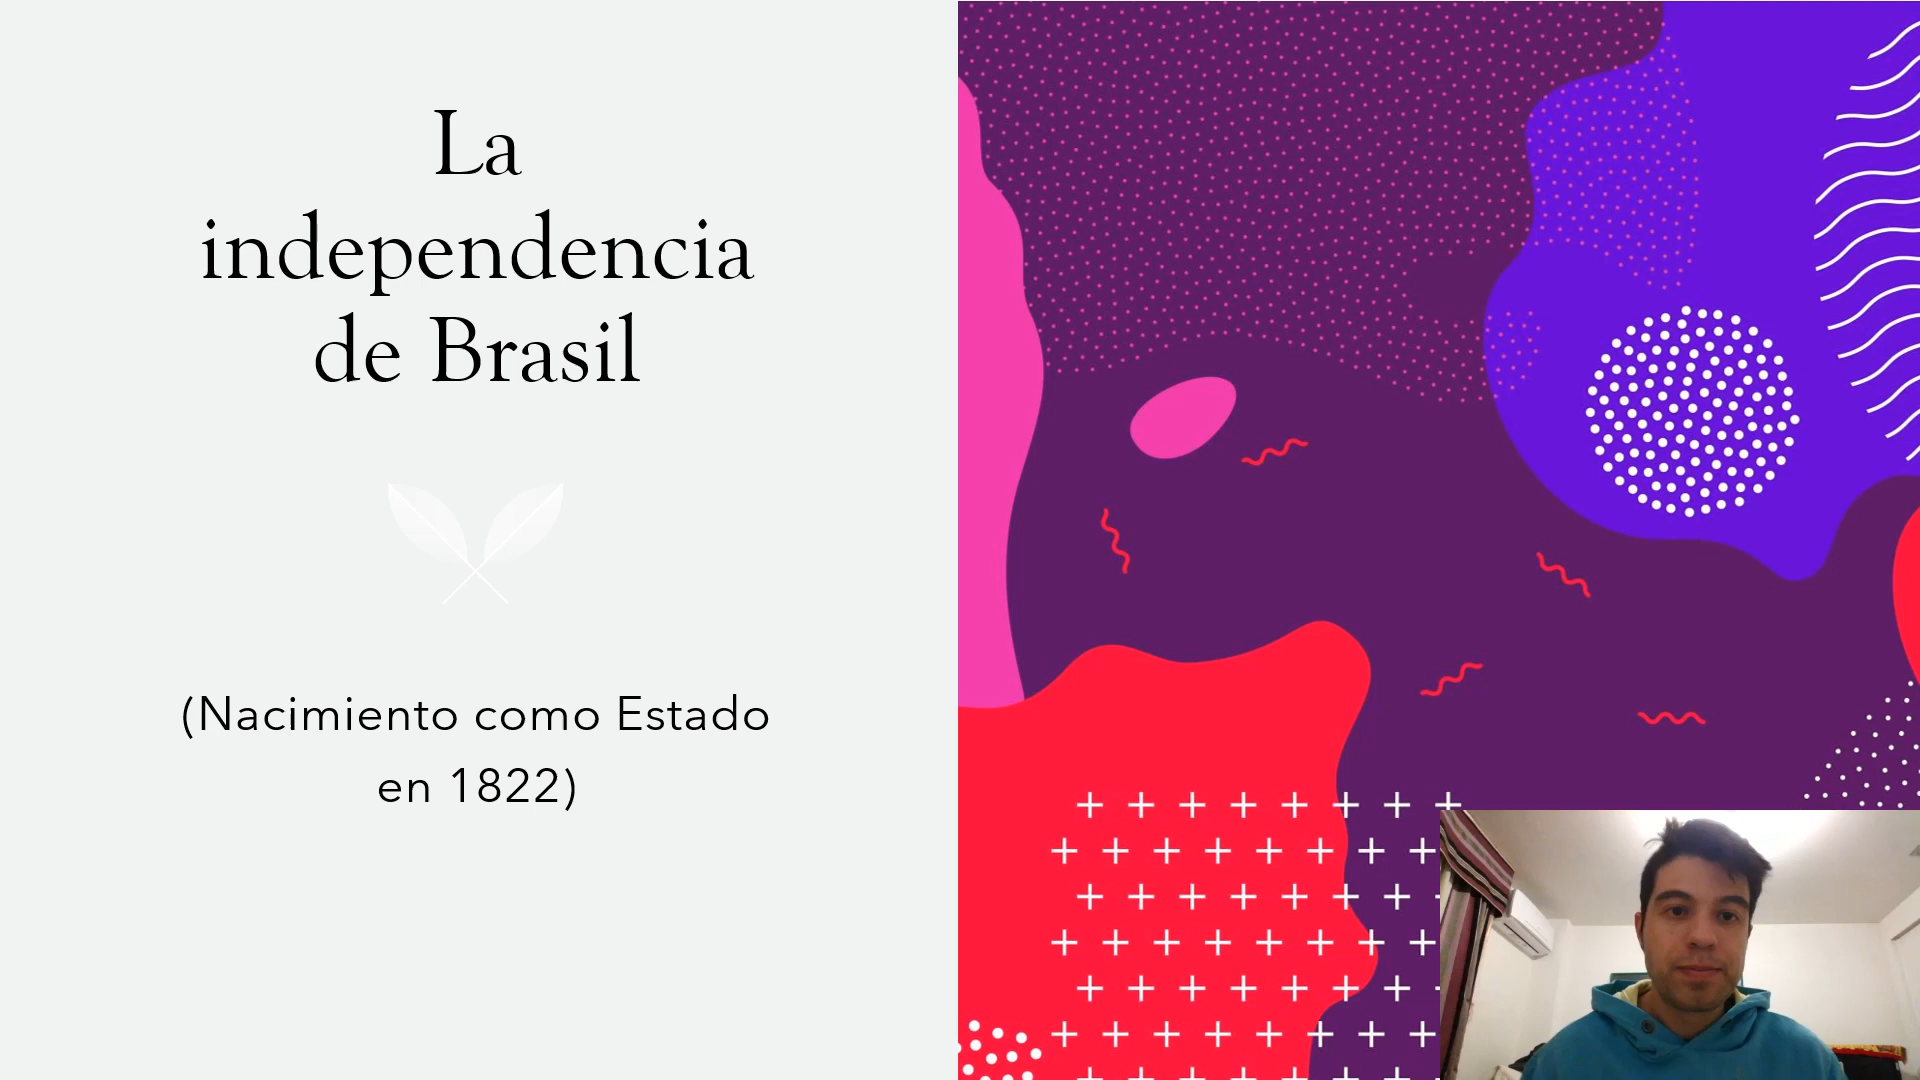 La
independencia
de Brasil
(Nacimiento como Estado
en 1822)